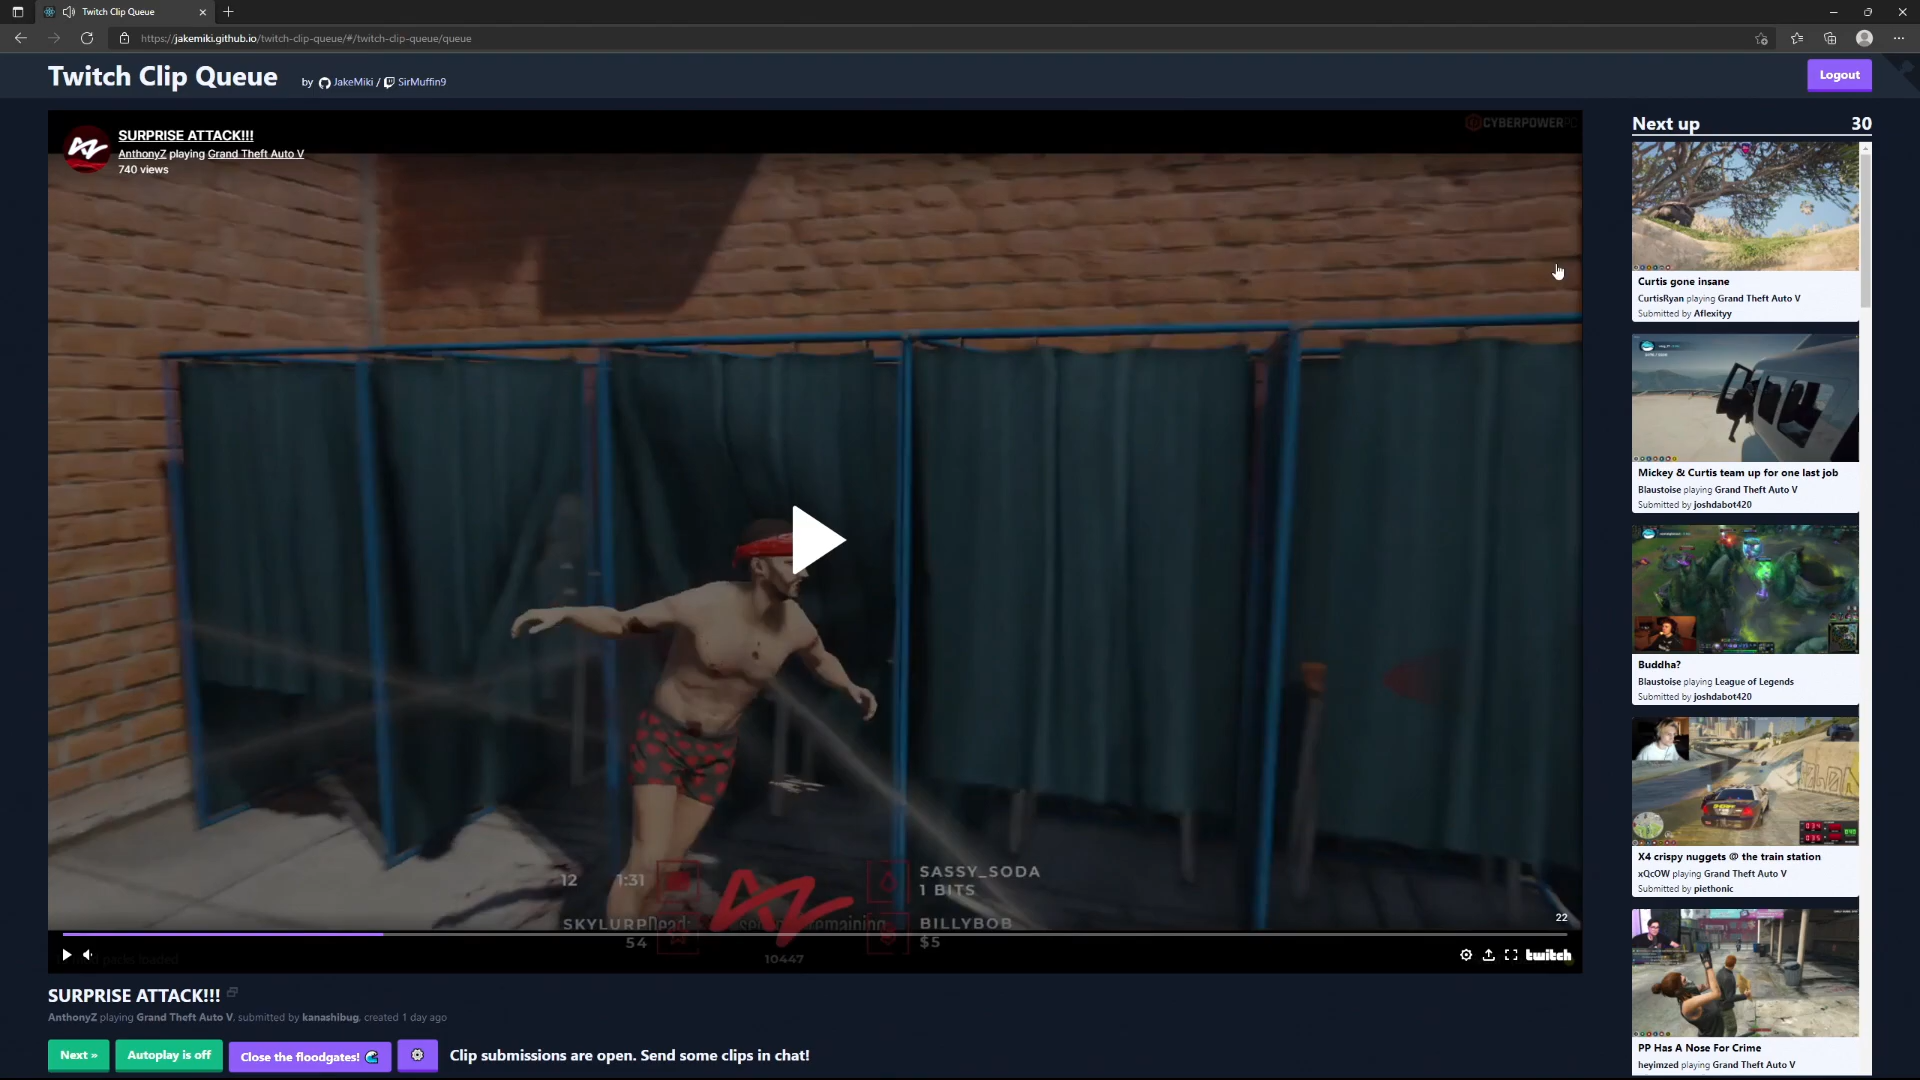 Twitch Clip Queue
https://jakemiki.github.io/twitch-clip-queue/#/twitch-clip-queue/queue
Twitch Clip Queue
by JakeMiki / SirMuffin9
Logout
SURPRISE ATTACK!!!
AnthonyZ playing Grand Theft Auto V
740 views
CYBERPOWERPC
12 1:31
SASSY_SODA
1 BITS
SKYLURP
54
BILLYBOB
$5
10447
remaining
Dead:
packs loaded
22
twitch
SURPRISE ATTACK!!!
AnthonyZ playing Grand Theft Auto V, submitted by kanashibug, created 1 day ago
Next »
Autoplay is off
Close the floodgates!
Clip submissions are open. Send some clips in chat!
Next up 30
Curtis gone insane
CurtisRyan playing Grand Theft Auto V
Submitted by Aflexityy
Mickey & Curtis team up for one last job
Blaustoise playing Grand Theft Auto V
Submitted by joshdabot420
Buddha?
Blaustoise playing League of Legends
Submitted by joshdabot420
X4 crispy nuggets @ the train station
xQcOW playing Grand Theft Auto V
Submitted by piethonic
PP Has A Nose For Crime
heyimzed playing Grand Theft Auto V